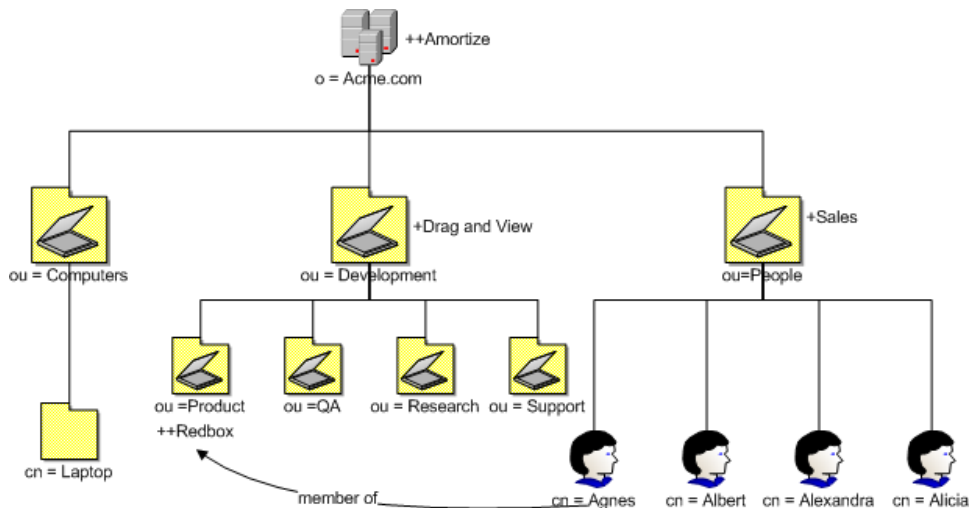 ++Amortize
o = Acme.com
+Drag and View
+Sales
ou = Computers
ou = Development
ou=People
ou =Product
ou =QA
ou = Research
ou = Support
++Redbox
cn = Laptop
member of
cn = Agnes
cn = Albert
cn = Alexandra
cn = Alicia